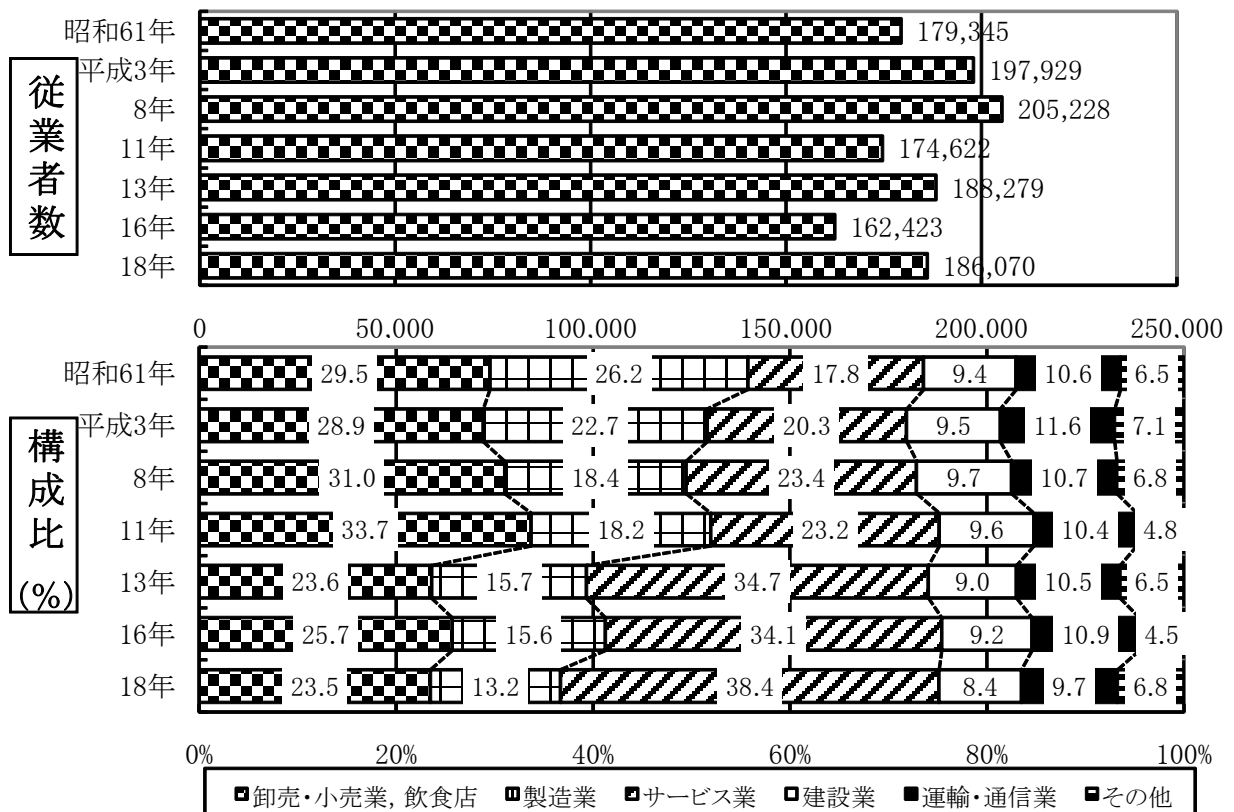 従業者数
昭和61年 179,345
平成3年 197,929
8年 205,228
11年 174,622
13年 188,279
16年 162,423
18年 186,070
0 50,000 100,000 150,000 200,000 250,000
構成比(%)
昭和61年 29.5 26.2 17.8 9.4 10.6 6.5
平成3年 28.9 22.7 20.3 9.5 11.6 7.1
8年 31.0 18.4 23.4 9.7 10.7 6.8
11年 33.7 18.2 23.2 9.6 10.4 4.8
13年 23.6 15.7 34.7 9.0 10.5 6.5
16年 25.7 15.6 34.1 9.2 10.9 4.5
18年 23.5 13.2 38.4 8.4 9.7 6.8
0% 20% 40% 60% 80% 100%
卸売・小売業, 飲食店 製造業 サービス業 建設業 運輸・通信業 その他